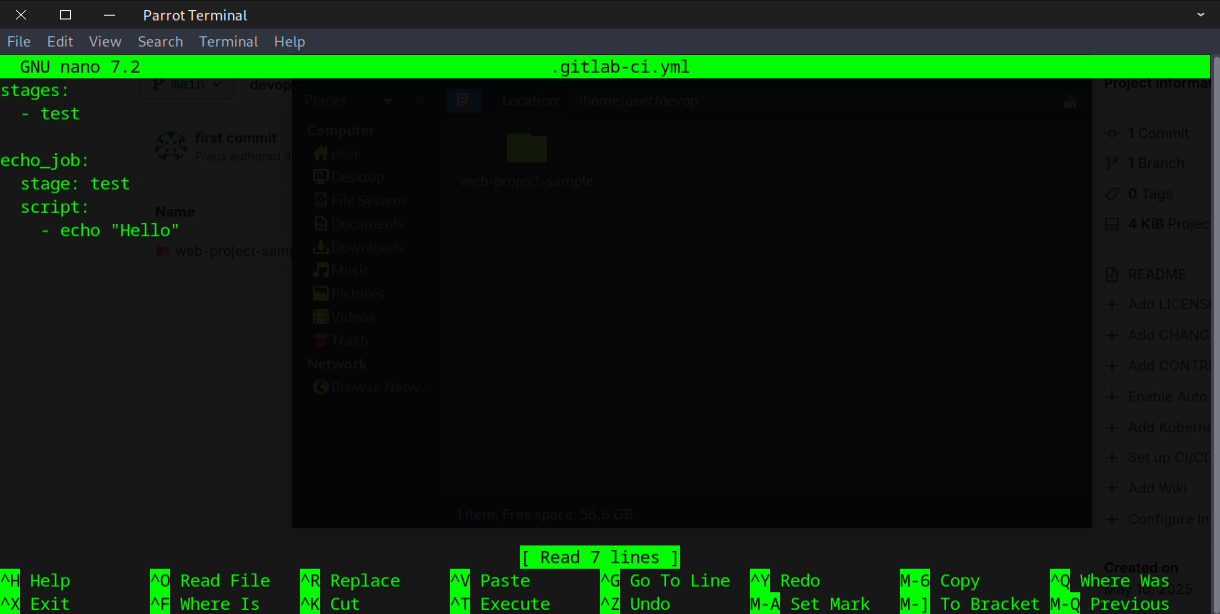 Parrot Terminal
File Edit View Search Terminal Help
GNU nano 7.2 .gitlab-ci.yml
stages:
- test
echo_job:
stage: test
script:
- echo "Hello"
main devop
first commit
Fraus authored 4
Name
web-project-samp
Places
Location: /home/user/devop
Computer
user
Desktop
File System
Documents
Downloads
Music
Pictures
Videos
Trash
Network
Browse Netw...
web-project-sample
1 item, Free space: 56,6 GB
Project informat
1 Commit
1 Branch
0 Tags
4 KiB Projec
README
Add LICENS
Add CHANG
Add CONTRI
Enable Auto
Add Kuberne
Set up CI/CD
Add Wiki
Configure In
Created on
May 10, 2025
[ Read 7 lines ]
^H Help ^O Read File ^R Replace ^V Paste ^G Go To Line ^Y Redo M-6 Copy ^Q Where Was
^X Exit ^F Where Is ^K Cut ^T Execute ^Z Undo M-A Set Mark M-] To Bracket M-Q Previous